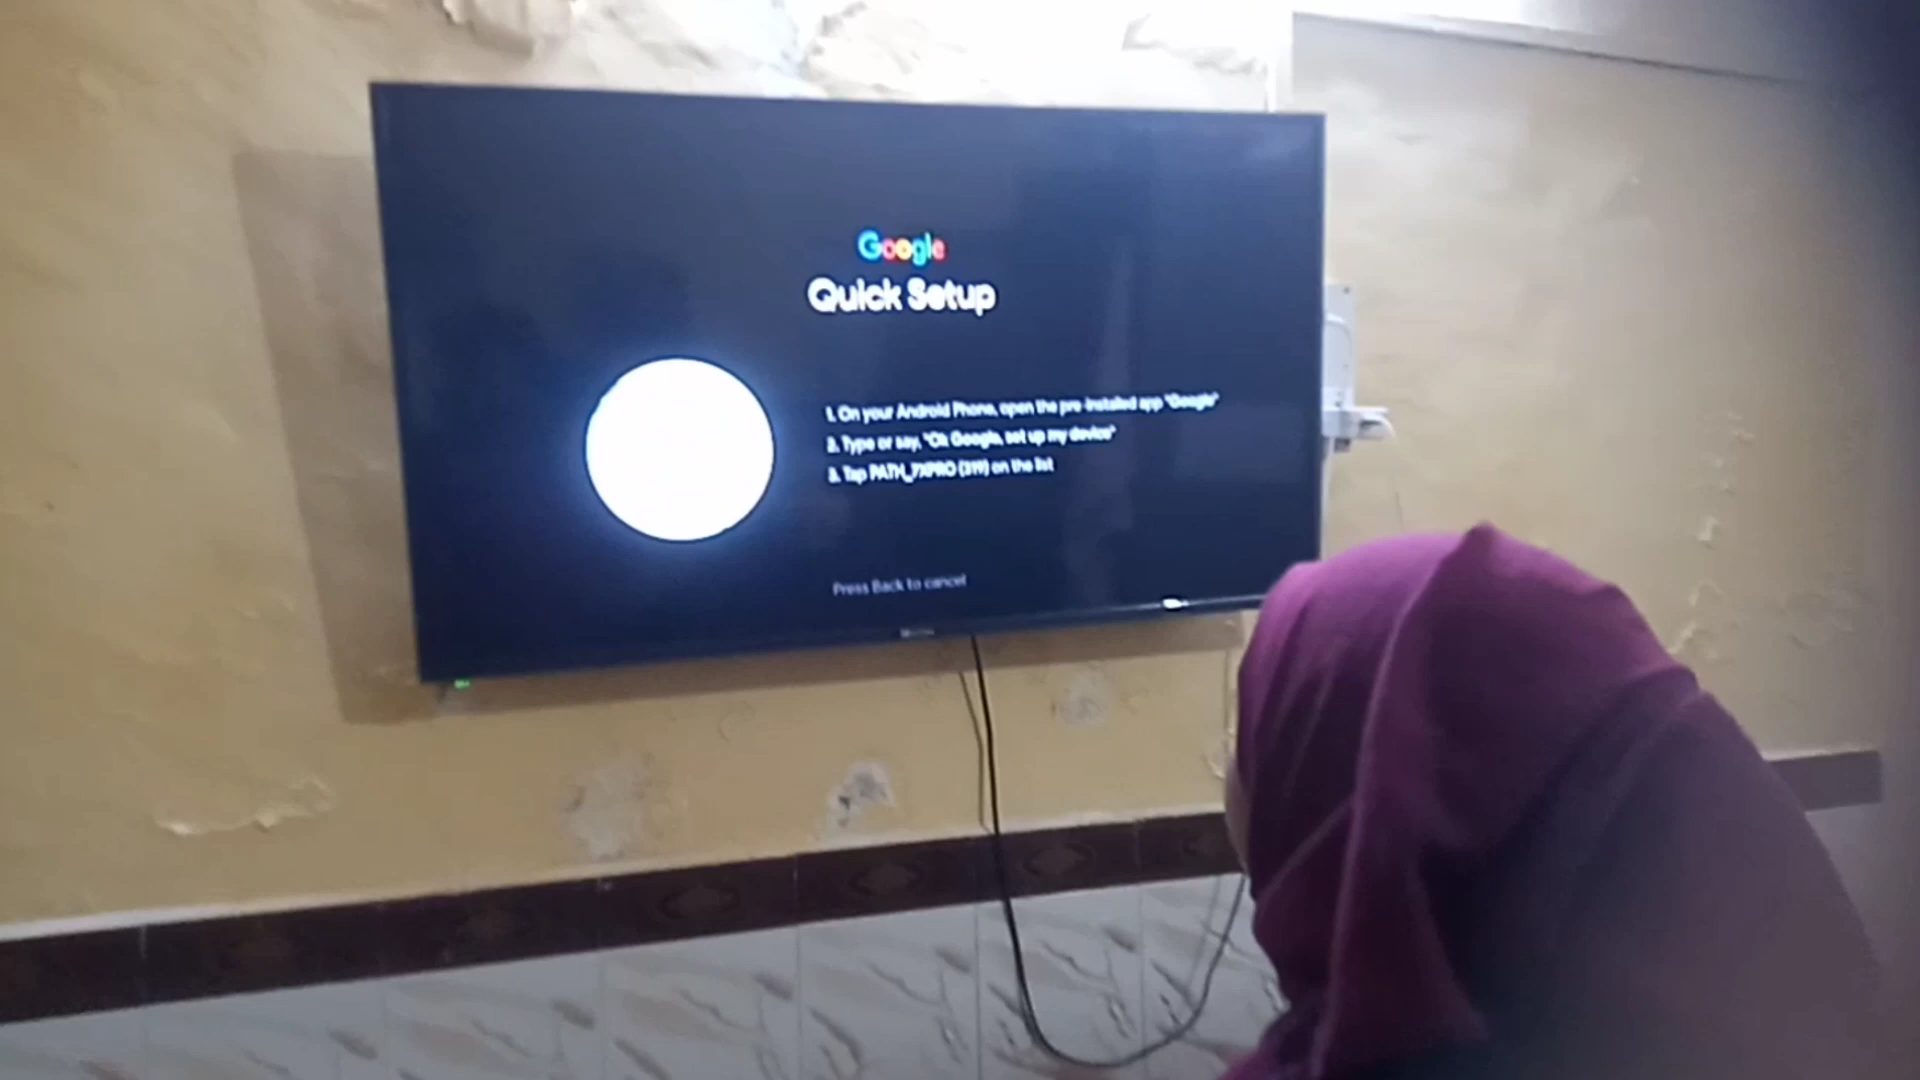 Google
Quick Setup
1. On your Android Phone, open the pre-installed app "Google"
2. Type or say, "Ok Google, set up my device"
3. Tap PATH_7XPRO (319) on the list
Press Back to cancel